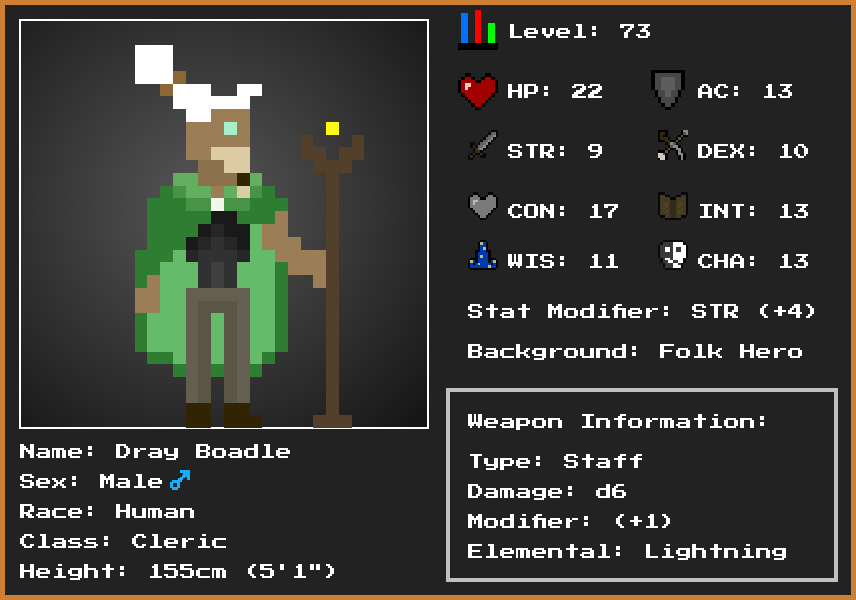 Level: 73
HP: 22 AC: 13
STR: 9 DEX: 10
CON: 17 INT: 13
WIS: 11 CHA: 13
Stat Modifier: STR (+4)
Background: Folk Hero
Weapon Information:
Type: Staff
Damage: d6
Modifier: (+1)
Elemental: Lightning
Name: Dray Boadle
Sex: Male♂
Race: Human
Class: Cleric
Height: 155cm (5'1")